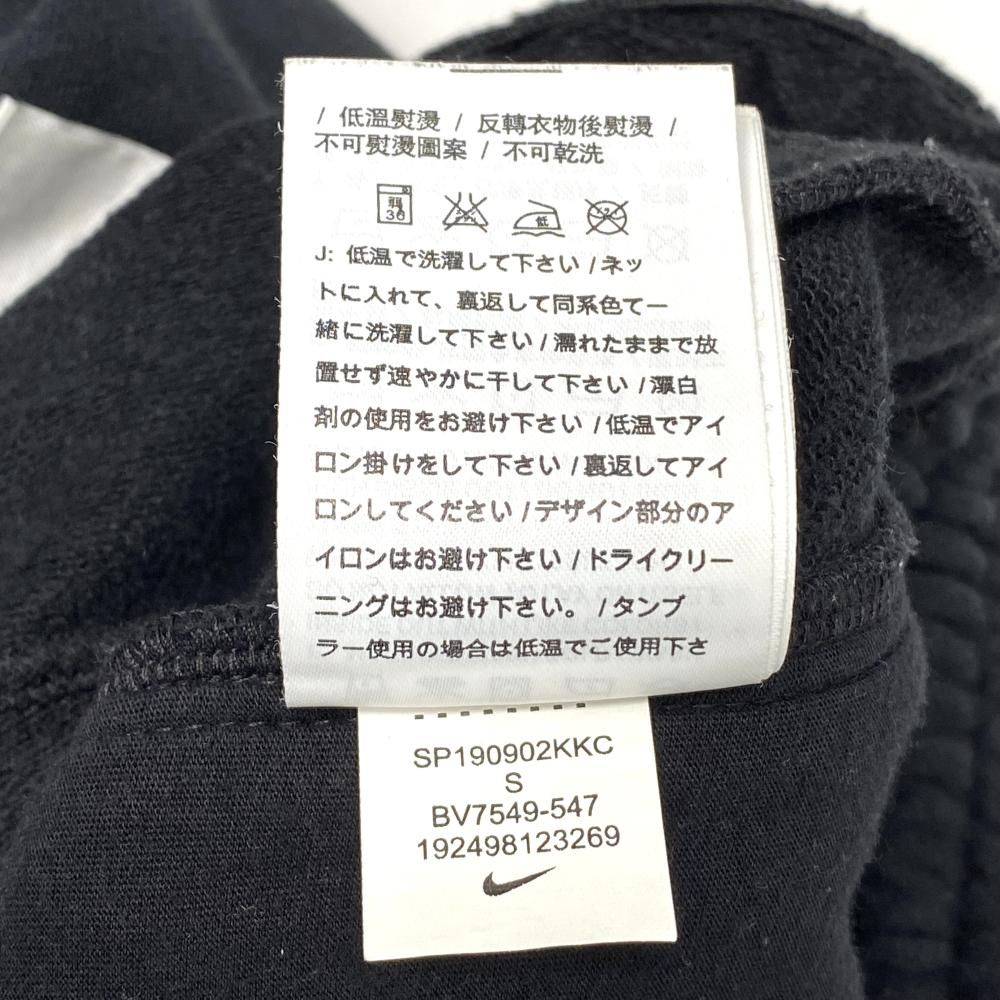 / 低溫熨燙 / 反轉衣物後熨燙 /
不可熨燙圖案 / 不可乾洗
弱
30
低
J: 低温で洗濯して下さい / ネッ
トに入れて、裏返して同系色て一
緒に洗濯して下さい / 濡れたままで放
置せず速やかに干して下さい / 漂白
剤の使用をお避け下さい / 低温でアイ
ロン掛けをして下さい / 裏返してアイ
ロンしてください / デザイン部分のア
イロンはお避け下さい / ドライクリー
ニングはお避け下さい。 / タンブ
ラー使用の場合は低温でご使用下さ
SP190902KKC
S
BV7549-547
192498123269